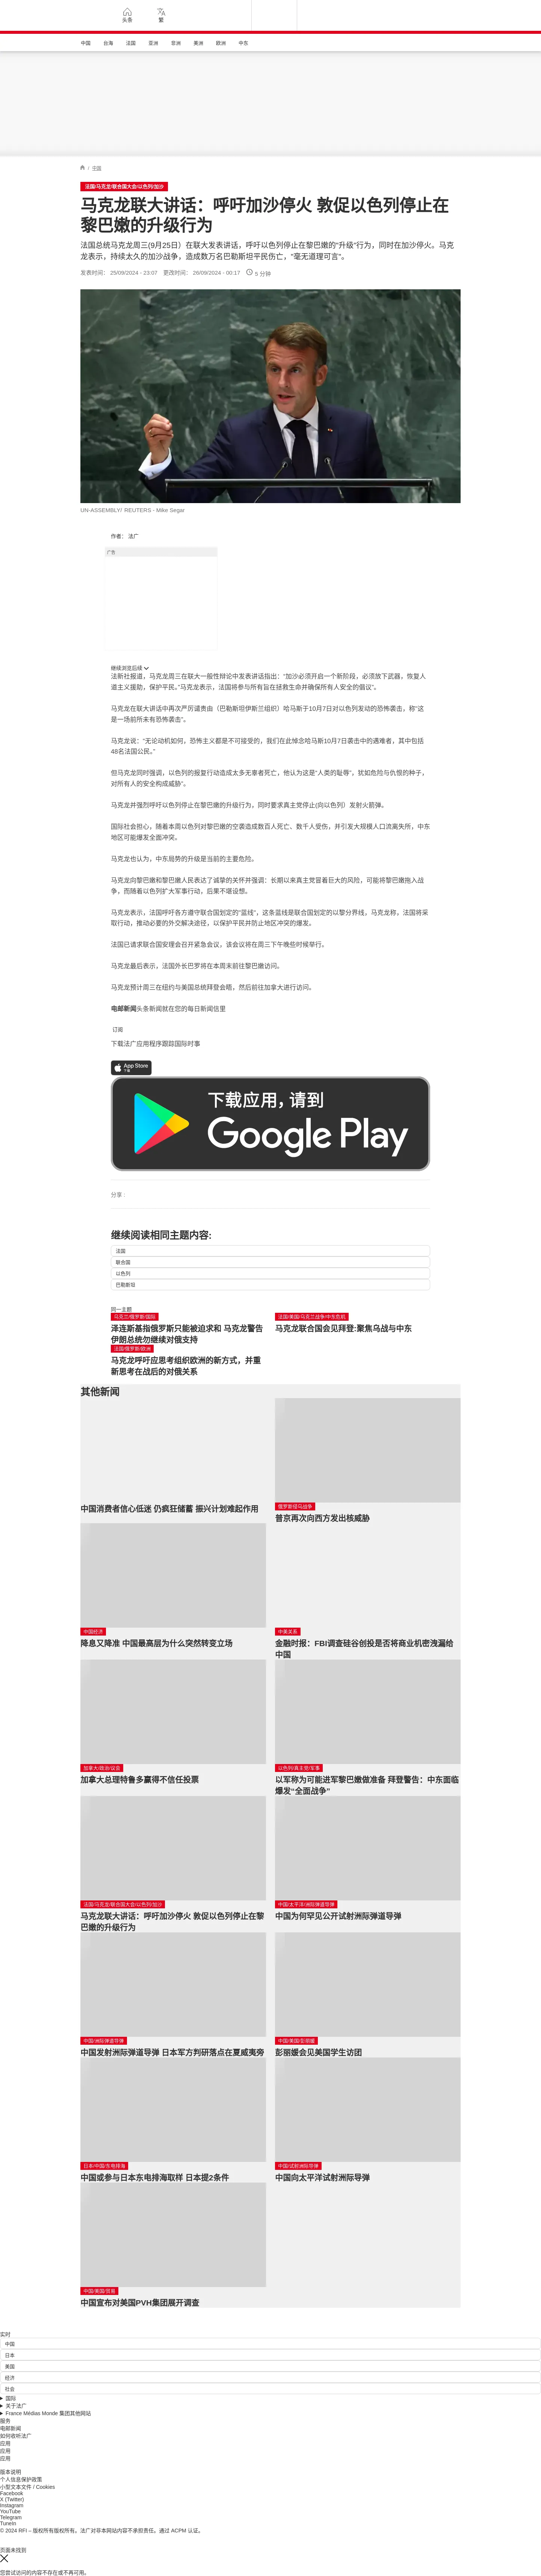 头条
繁
中国
台海
法国
亚洲
非洲
美洲
欧洲
中东
/ 中国
法国/马克龙/联合国大会/以色列/加沙
马克龙联大讲话：呼吁加沙停火 敦促以色列停止在
黎巴嫩的升级行为
法国总统马克龙周三(9月25日）在联大发表讲话，呼吁以色列停止在黎巴嫩的"升级"行为，同时在加沙停火。马克
龙表示，持续太久的加沙战争，造成数万名巴勒斯坦平民伤亡，"毫无道理可言"。
发表时间： 25/09/2024 - 23:07 更改时间： 26/09/2024 - 00:17 5 分钟
UN-ASSEMBLY/ REUTERS - Mike Segar
作者： 法广
广告
继续浏览后续
法新社报道，马克龙周三在联大一般性辩论中发表讲话指出：“加沙必须开启一个新阶段，必须放下武器，恢复人
道主义援助，保护平民。”马克龙表示，法国将参与所有旨在拯救生命并确保所有人安全的倡议”。
马克龙在联大讲话中再次严厉谴责由（巴勒斯坦伊斯兰组织）哈马斯于10月7日对以色列发动的恐怖袭击，称“这
是一场前所未有恐怖袭击”。
马克龙说：“无论动机如何，恐怖主义都是不可接受的，我们在此悼念哈马斯10月7日袭击中的遇难者，其中包括
48名法国公民。”
但马克龙同时强调，以色列的报复行动造成太多无辜者死亡，他认为这是“人类的耻辱”，犹如危险与仇恨的种子，
对所有人的安全构成威胁”。
马克龙并强烈呼吁以色列停止在黎巴嫩的升级行为，同时要求真主党停止(向以色列）发射火箭弹。
国际社会担心，随着本周以色列对黎巴嫩的空袭造成数百人死亡、数千人受伤，并引发大规模人口流离失所，中东
地区可能爆发全面冲突。
马克龙也认为，中东局势的升级是当前的主要危险。
马克龙向黎巴嫩和黎巴嫩人民表达了诚挚的关怀并强调：长期以来真主党冒着巨大的风险，可能将黎巴嫩拖入战
争，而随着以色列扩大军事行动，后果不堪设想。
马克龙表示，法国呼吁各方遵守联合国划定的“蓝线”，这条蓝线是联合国划定的以黎分界线，马克龙称，法国将采
取行动，推动必要的外交解决途径，以保护平民并防止地区冲突的爆发。
法国已请求联合国安理会召开紧急会议，该会议将在周三下午晚些时候举行。
马克龙最后表示，法国外长巴罗将在本周末前往黎巴嫩访问。
马克龙预计周三在纽约与美国总统拜登会晤，然后前往加拿大进行访问。
电邮新闻头条新闻就在您的每日新闻信里
订阅
下载法广应用程序跟踪国际时事
App Store
下载应用，请到
Google Play
分享 :
继续阅读相同主题内容:
法国
联合国
以色列
巴勒斯坦
同一主题
乌克兰/俄罗斯/国际
泽连斯基指俄罗斯只能被迫求和 马克龙警告
伊朗总统勿继续对俄支持
法国/美国/乌克兰战争/中东危机
马克龙联合国会见拜登:聚焦乌战与中东
法国/俄罗斯/欧洲
马克龙呼吁应思考组织欧洲的新方式，并重
新思考在战后的对俄关系
其他新闻
中国消费者信心低迷 仍疯狂储蓄 振兴计划难起作用
俄罗斯侵乌战争
普京再次向西方发出核威胁
中国经济
降息又降准 中国最高层为什么突然转变立场
中美关系
金融时报：FBI调查硅谷创投是否将商业机密洩漏给
中国
加拿大/政治/议会
加拿大总理特鲁多赢得不信任投票
以色列/真主党/军事
以军称为可能进军黎巴嫩做准备 拜登警告：中东面临
爆发"全面战争"
法国/马克龙/联合国大会/以色列/加沙
马克龙联大讲话：呼吁加沙停火 敦促以色列停止在黎
巴嫩的升级行为
中国/太平洋/洲际弹道导弹
中国为何罕见公开试射洲际弹道导弹
中国/洲际弹道导弹
中国发射洲际弹道导弹 日本军方判研落点在夏威夷旁
中国/美国/彭丽媛
彭丽媛会见美国学生访团
日本/中国/东电排海
中国或参与日本东电排海取样 日本提2条件
中国/试射洲际导弹
中国向太平洋试射洲际导弹
中国/美国/贸易
中国宣布对美国PVH集团展开调查
实时
中国
日本
美国
经济
社会
国际
关于法广
France Médias Monde 集团其他网站
服务
电邮新闻
如何收听法广
应用
应用
应用
版本说明
个人信息保护政策
小型文本文件 / Cookies
Facebook
X (Twitter)
Instagram
YouTube
Telegram
TuneIn
© 2024 RFI – 版权所有版权所有。法广对非本网站内容不承担责任。通过 ACPM 认证。
页面未找到
您尝试访问的内容不存在或不再可用。